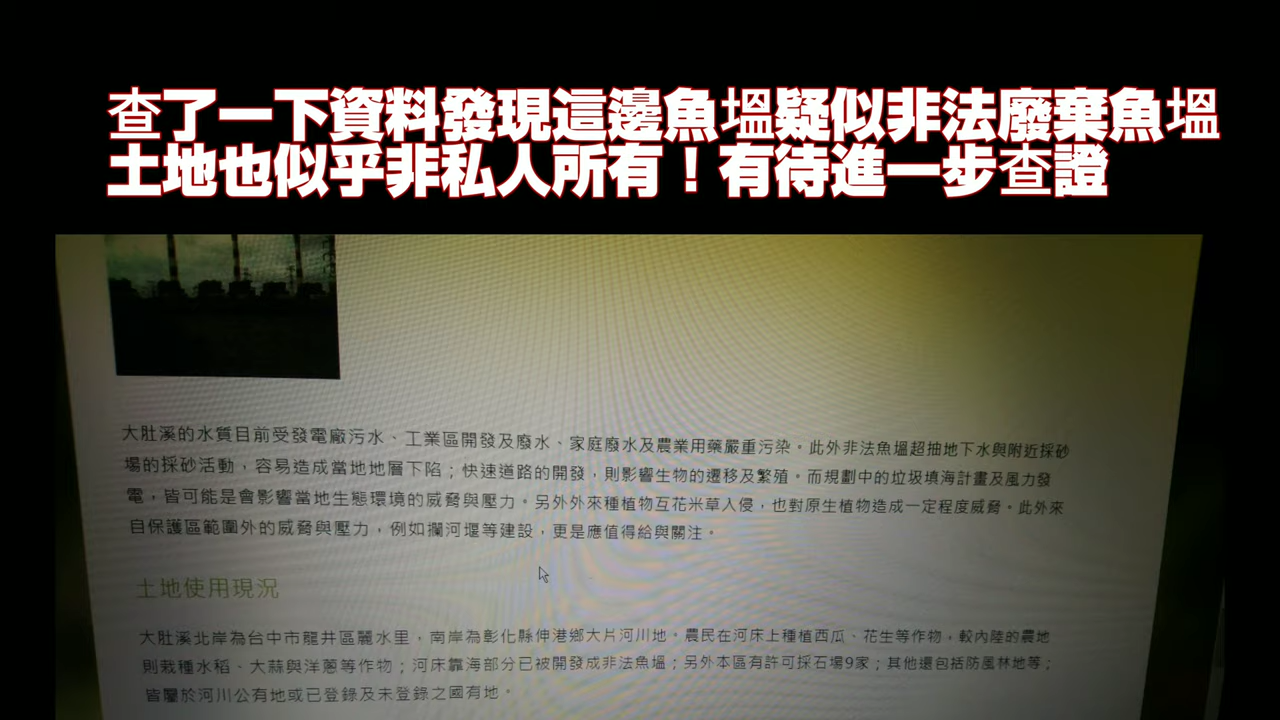 查了一下資料發現這邊魚塭疑似非法廢棄魚塭
土地也似乎非私人所有！有待進一步查證
大肚溪的水質目前受發電廠污水、工業區開發及廢水、家庭廢水及農業用藥嚴重污染。此外非法魚塭超抽地下水與附近採砂
場的採砂活動，容易造成當地地層下陷；快速道路的開發，則影響生物的遷移及繁殖。而規劃中的垃圾填海計畫及風力發
電，皆可能是會影響當地生態環境的威脅與壓力。另外外來種植物互花米草入侵，也對原生植物造成一定程度威脅。此外來
自保護區範圍外的威脅與壓力，例如攔河堰等建設，更是應值得給與關注。
土地使用現況
大肚溪北岸為台中市龍井區麗水里，南岸為彰化縣伸港鄉大片河川地。農民在河床上種植西瓜、花生等作物，較內陸的農地
則栽種水稻、大蒜與洋蔥等作物；河床靠海部分已被開發成非法魚塭；另外本區有許可採石場9家；其他還包括防風林地等；
皆屬於河川公有地或已登錄及未登錄之國有地。